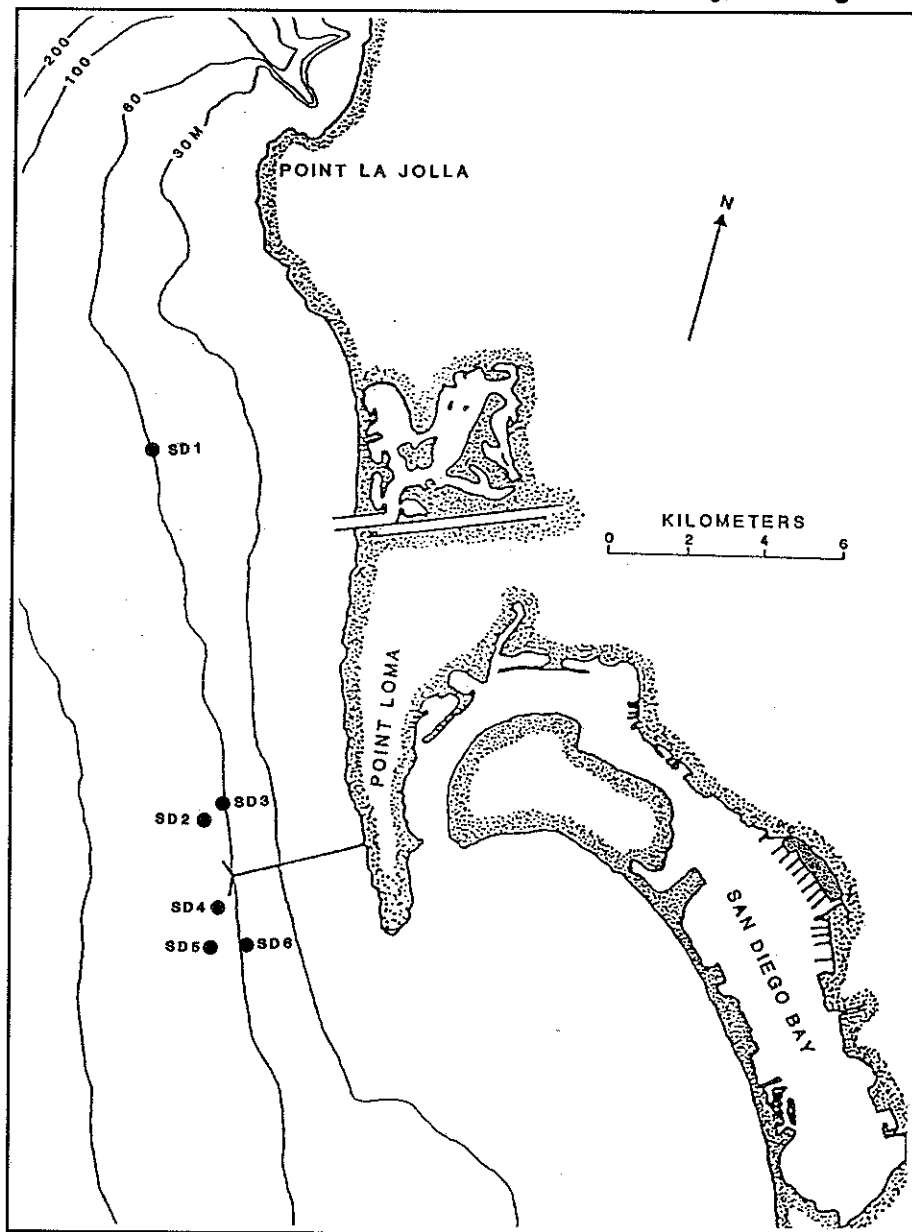 200
100
60
30M
POINT LA JOLLA
N
SD1
KILOMETERS
0 2 4 6
POINT LOMA
SD3
SD2
SD4
SD5
SD6
SAN DIEGO BAY